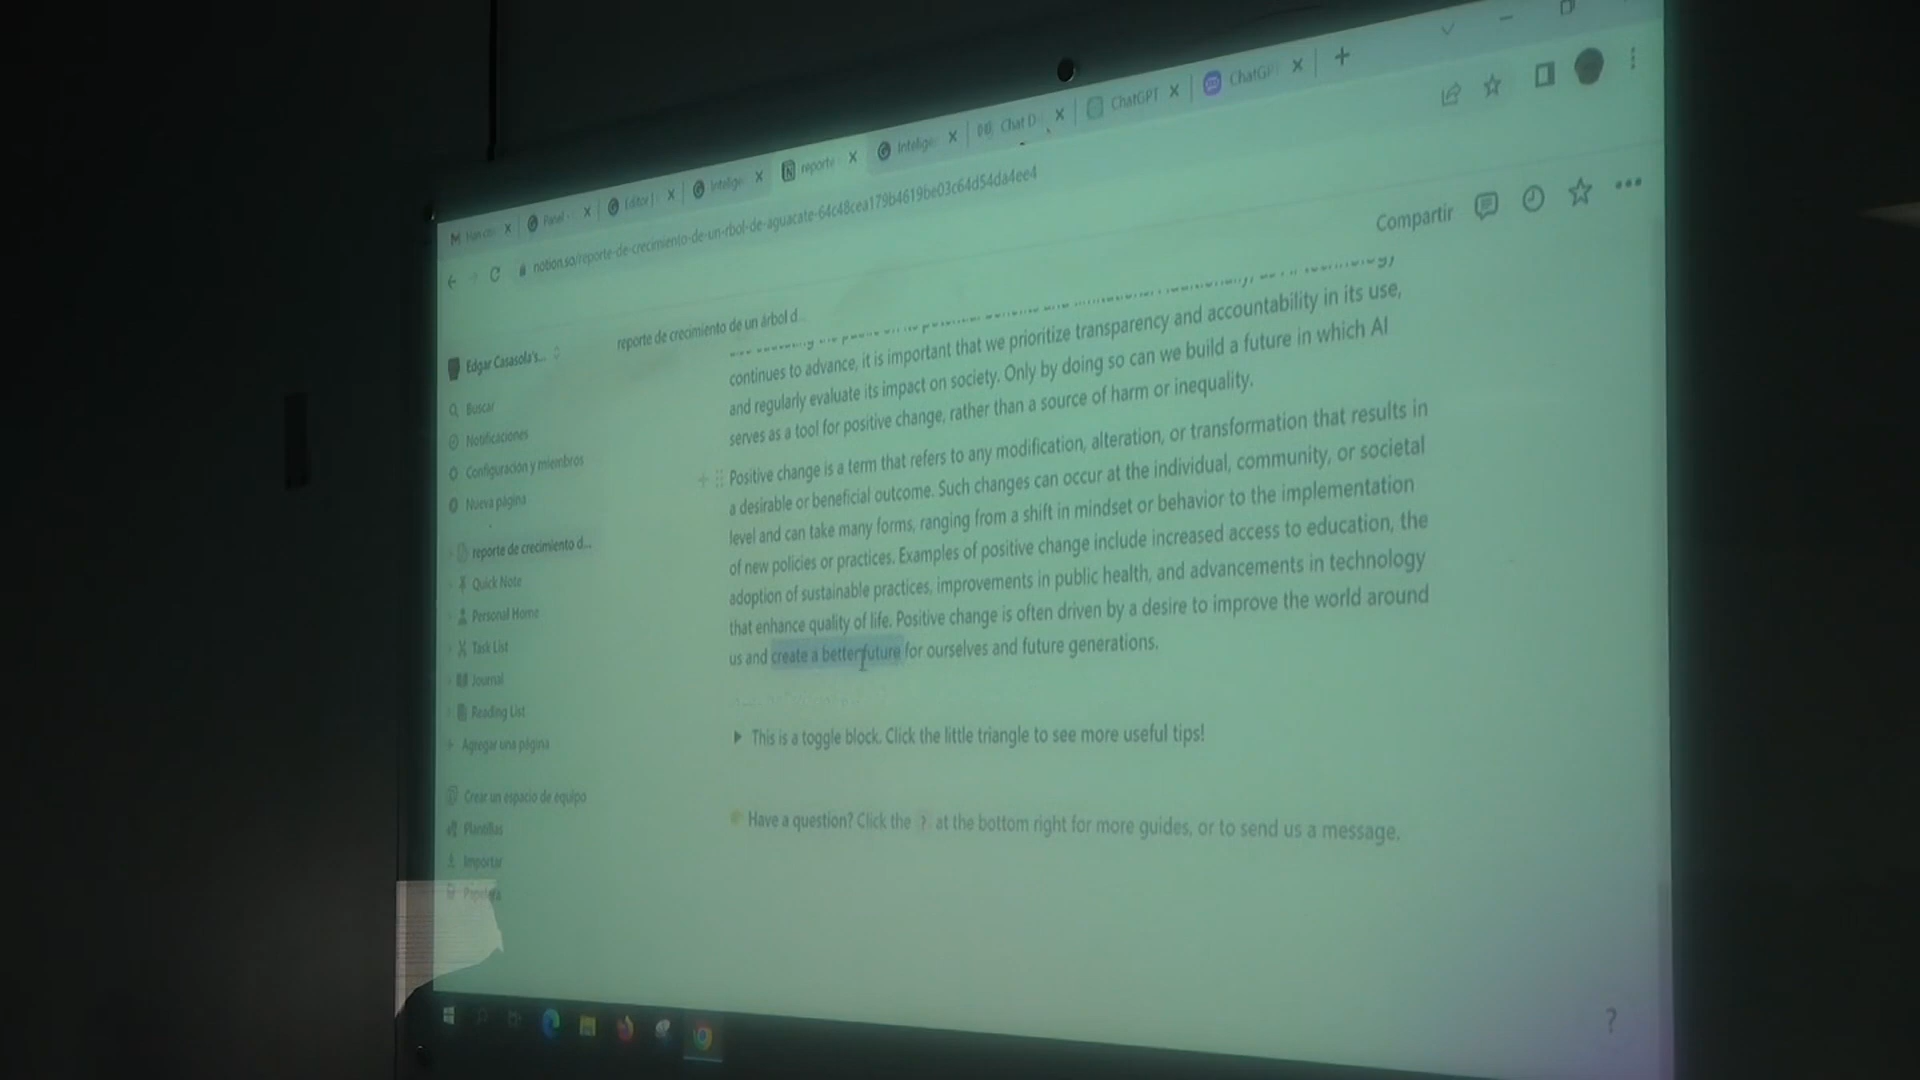 Panel
Editor
Intelige
reporte
Intelige
Chat D
ChatGPT
ChatGP
notion.so/reporte-de-crecimiento-de-un-rbol-de-aguacate-64c48cea179b4619be03c64d54da4ee4
reporte de crecimiento de un árbol d...
Compartir
Edgar Casasola's...
Buscar
Notificaciones
Configuración y miembros
Nueva página
reporte de crecimiento d...
Quick Note
Personal Home
Task List
Journal
Reading List
Agregar una página
Crear un espacio de equipo
Plantillas
Importar
Papelera
continues to advance, it is important that we prioritize transparency and accountability in its use,
and regularly evaluate its impact on society. Only by doing so can we build a future in which AI
serves as a tool for positive change, rather than a source of harm or inequality.
Positive change is a term that refers to any modification, alteration, or transformation that results in
a desirable or beneficial outcome. Such changes can occur at the individual, community, or societal
level and can take many forms, ranging from a shift in mindset or behavior to the implementation
of new policies or practices. Examples of positive change include increased access to education, the
adoption of sustainable practices, improvements in public health, and advancements in technology
that enhance quality of life. Positive change is often driven by a desire to improve the world around
us and create a better future for ourselves and future generations.
This is a toggle block. Click the little triangle to see more useful tips!
Have a question? Click the ? at the bottom right for more guides, or to send us a message.
?